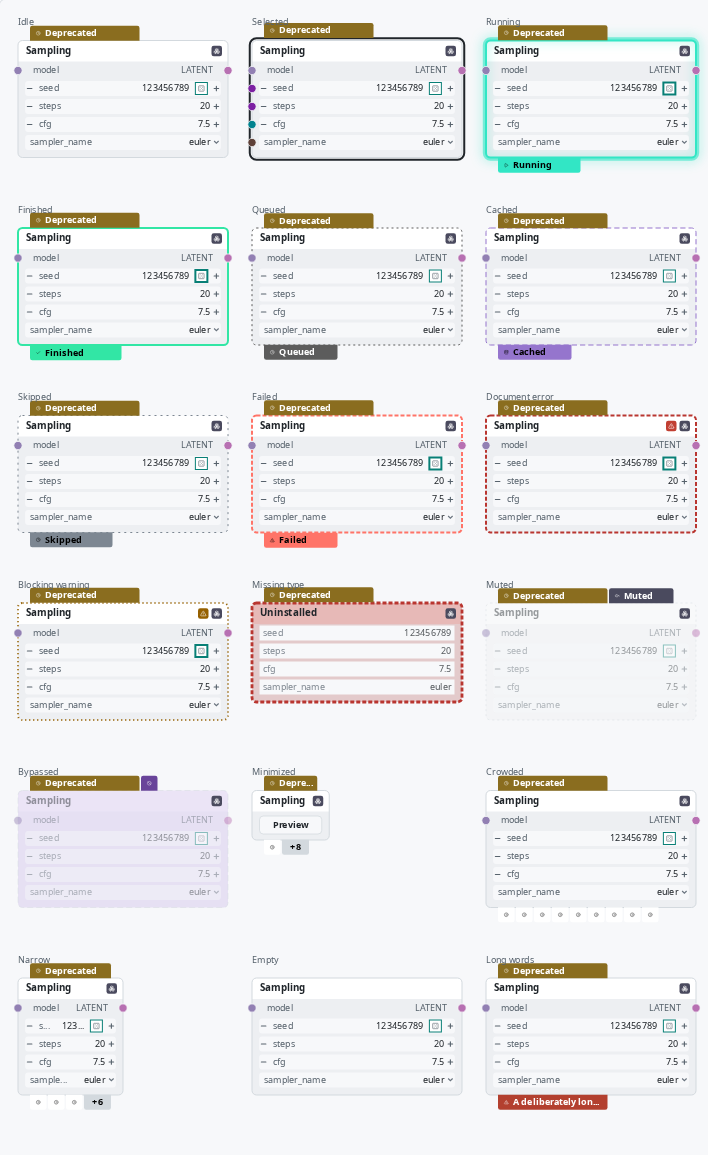 Idle
Deprecated
Sampling
model LATENT
− seed 123456789 +
− steps 20 +
− cfg 7.5 +
sampler_name euler
Selected
Deprecated
Sampling
model LATENT
− seed 123456789 +
− steps 20 +
− cfg 7.5 +
sampler_name euler
Running
Deprecated
Sampling
model LATENT
− seed 123456789 +
− steps 20 +
− cfg 7.5 +
sampler_name euler
Running
Finished
Deprecated
Sampling
model LATENT
− seed 123456789 +
− steps 20 +
− cfg 7.5 +
sampler_name euler
Finished
Queued
Deprecated
Sampling
model LATENT
− seed 123456789 +
− steps 20 +
− cfg 7.5 +
sampler_name euler
Queued
Cached
Deprecated
Sampling
model LATENT
− seed 123456789 +
− steps 20 +
− cfg 7.5 +
sampler_name euler
Cached
Skipped
Deprecated
Sampling
model LATENT
− seed 123456789 +
− steps 20 +
− cfg 7.5 +
sampler_name euler
Skipped
Failed
Deprecated
Sampling
model LATENT
− seed 123456789 +
− steps 20 +
− cfg 7.5 +
sampler_name euler
Failed
Document error
Deprecated
Sampling
model LATENT
− seed 123456789 +
− steps 20 +
− cfg 7.5 +
sampler_name euler
Blocking warning
Deprecated
Sampling
model LATENT
− seed 123456789 +
− steps 20 +
− cfg 7.5 +
sampler_name euler
Missing type
Deprecated
Uninstalled
seed 123456789
steps 20
cfg 7.5
sampler_name euler
Muted
Deprecated Muted
Sampling
model LATENT
− seed 123456789 +
− steps 20 +
− cfg 7.5 +
sampler_name euler
Bypassed
Deprecated
Sampling
model LATENT
− seed 123456789 +
− steps 20 +
− cfg 7.5 +
sampler_name euler
Minimized
Depre...
Sampling
Preview
+8
Crowded
Deprecated
Sampling
model LATENT
− seed 123456789 +
− steps 20 +
− cfg 7.5 +
sampler_name euler
Narrow
Deprecated
Sampling
model LATENT
− s... 123... +
− steps 20 +
− cfg 7.5 +
sample... euler
+6
Empty
Sampling
model LATENT
− seed 123456789 +
− steps 20 +
− cfg 7.5 +
sampler_name euler
Long words
Deprecated
Sampling
model LATENT
− seed 123456789 +
− steps 20 +
− cfg 7.5 +
sampler_name euler
A deliberately lon...